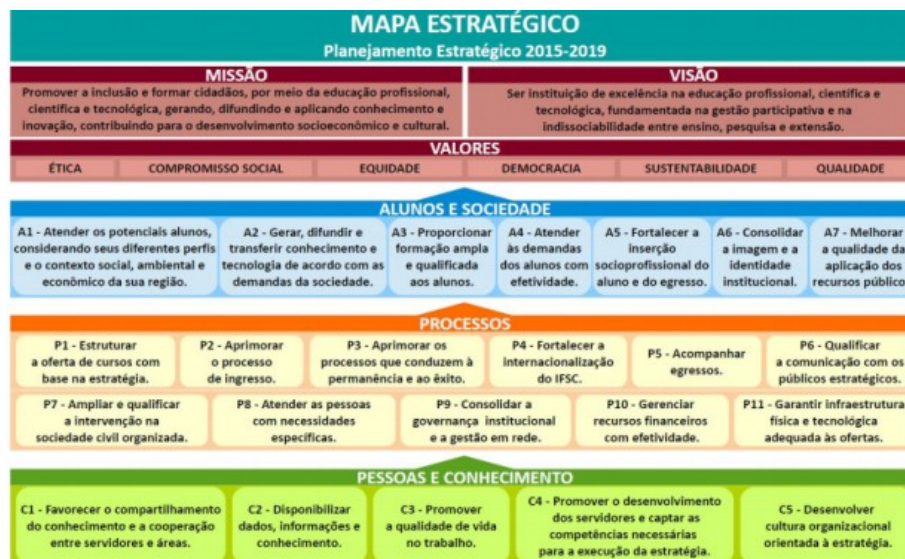 MAPA ESTRATÉGICO
Planejamento Estratégico 2015-2019
MISSÃO
Promover a inclusão e formar cidadãos, por meio da educação profissional,
científica e tecnológica, gerando, difundindo e aplicando conhecimento e
inovação, contribuindo para o desenvolvimento socioeconômico e cultural.
VISÃO
Ser instituição de excelência na educação profissional, científica e
tecnológica, fundamentada na gestão participativa e na
indissociabilidade entre ensino, pesquisa e extensão.
VALORES
ÉTICA COMPROMISSO SOCIAL EQUIDADE DEMOCRACIA SUSTENTABILIDADE QUALIDADE
ALUNOS E SOCIEDADE
A1 - Atender os potenciais alunos,
considerando seus diferentes perfis
e o contexto social, ambiental e
econômico da sua região.
A2 - Gerar, difundir e
transferir conhecimento e
tecnologia de acordo com as
demandas da sociedade.
A3 - Proporcionar
formação ampla
e qualificada
aos alunos.
A4 - Atender
às demandas
dos alunos com
efetividade.
A5 - Fortalecer a
inserção
socioprofissional do
aluno e do egresso.
A6 - Consolidar
a imagem e a
identidade
institucional.
A7 - Melhorar
a qualidade da
aplicação dos
recursos público
PROCESSOS
P1 - Estruturar
a oferta de cursos com
base na estratégia.
P2 - Aprimorar
o processo
de ingresso.
P3 - Aprimorar os
processos que conduzem à
permanência e ao êxito.
P4 - Fortalecer a
internacionalização
do IFSC.
P5 - Acompanhar
egressos.
P6 - Qualificar
a comunicação com os
públicos estratégicos.
P7 - Ampliar e qualificar
a intervenção na
sociedade civil organizada.
P8 - Atender as pessoas
com necessidades
específicas.
P9 - Consolidar a
governança institucional
e a gestão em rede.
P10 - Gerenciar
recursos financeiros
com efetividade.
P11 - Garantir infraestrutura
física e tecnológica
adequada às ofertas.
PESSOAS E CONHECIMENTO
C1 - Favorecer o compartilhamento
do conhecimento e a cooperação
entre servidores e áreas.
C2 - Disponibilizar
dados, informações e
conhecimento.
C3 - Promover
a qualidade de vida
no trabalho.
C4 - Promover o desenvolvimento
dos servidores e captar as
competências necessárias
para a execução da estratégia.
C5 - Desenvolver
cultura organizacional
orientada à estratégia.